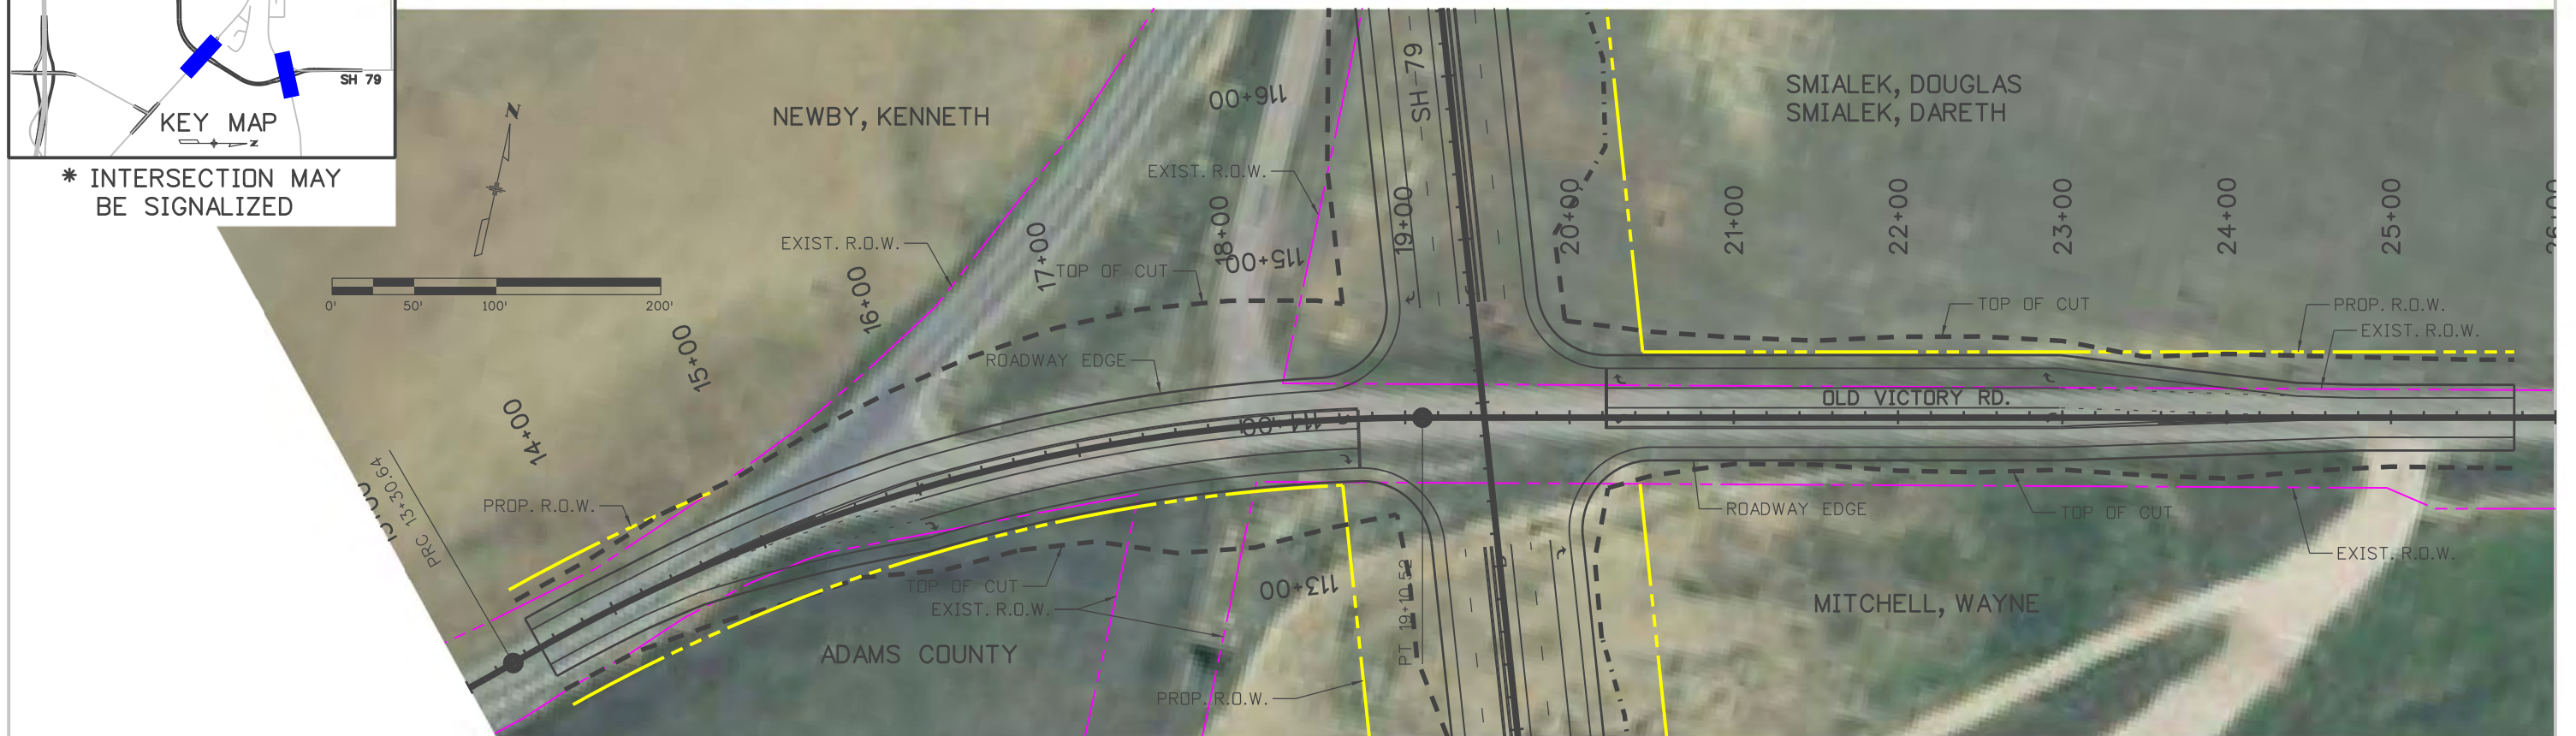 SH 79
KEY MAP
Z
* INTERSECTION MAY
BE SIGNALIZED
N
0' 50' 100' 200'
NEWBY, KENNETH
SMIALEK, DOUGLAS
SMIALEK, DARETH
SH 79
116+00
115+00
114+00
113+00
EXIST. R.O.W.
EXIST. R.O.W.
TOP OF CUT
ROADWAY EDGE
14+00
15+00
16+00
17+00
18+00
19+00
20+00
21+00
22+00
23+00
24+00
25+00
26+00
TOP OF CUT
PROP. R.O.W.
EXIST. R.O.W.
OLD VICTORY RD.
PRC 13+30.64
PROP. R.O.W.
ROADWAY EDGE
TOP OF CUT
EXIST. R.O.W.
TOP OF CUT
EXIST. R.O.W.
PT 19+10.52
ADAMS COUNTY
MITCHELL, WAYNE
PROP. R.O.W.